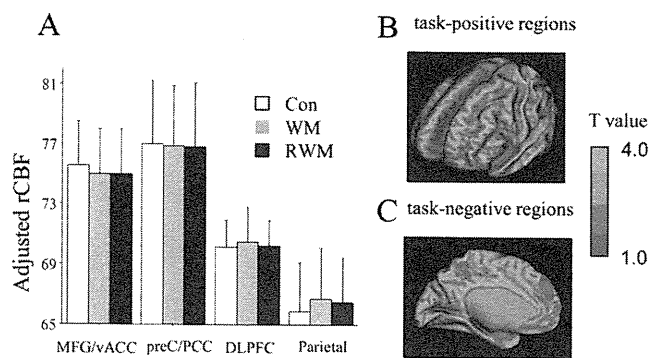 A
Adjusted rCBF
81
77
73
69
65
Con
WM
RWM
MFG/vACC preC/PCC DLPFC Parietal
B task-positive regions
C task-negative regions
T value
4.0
1.0